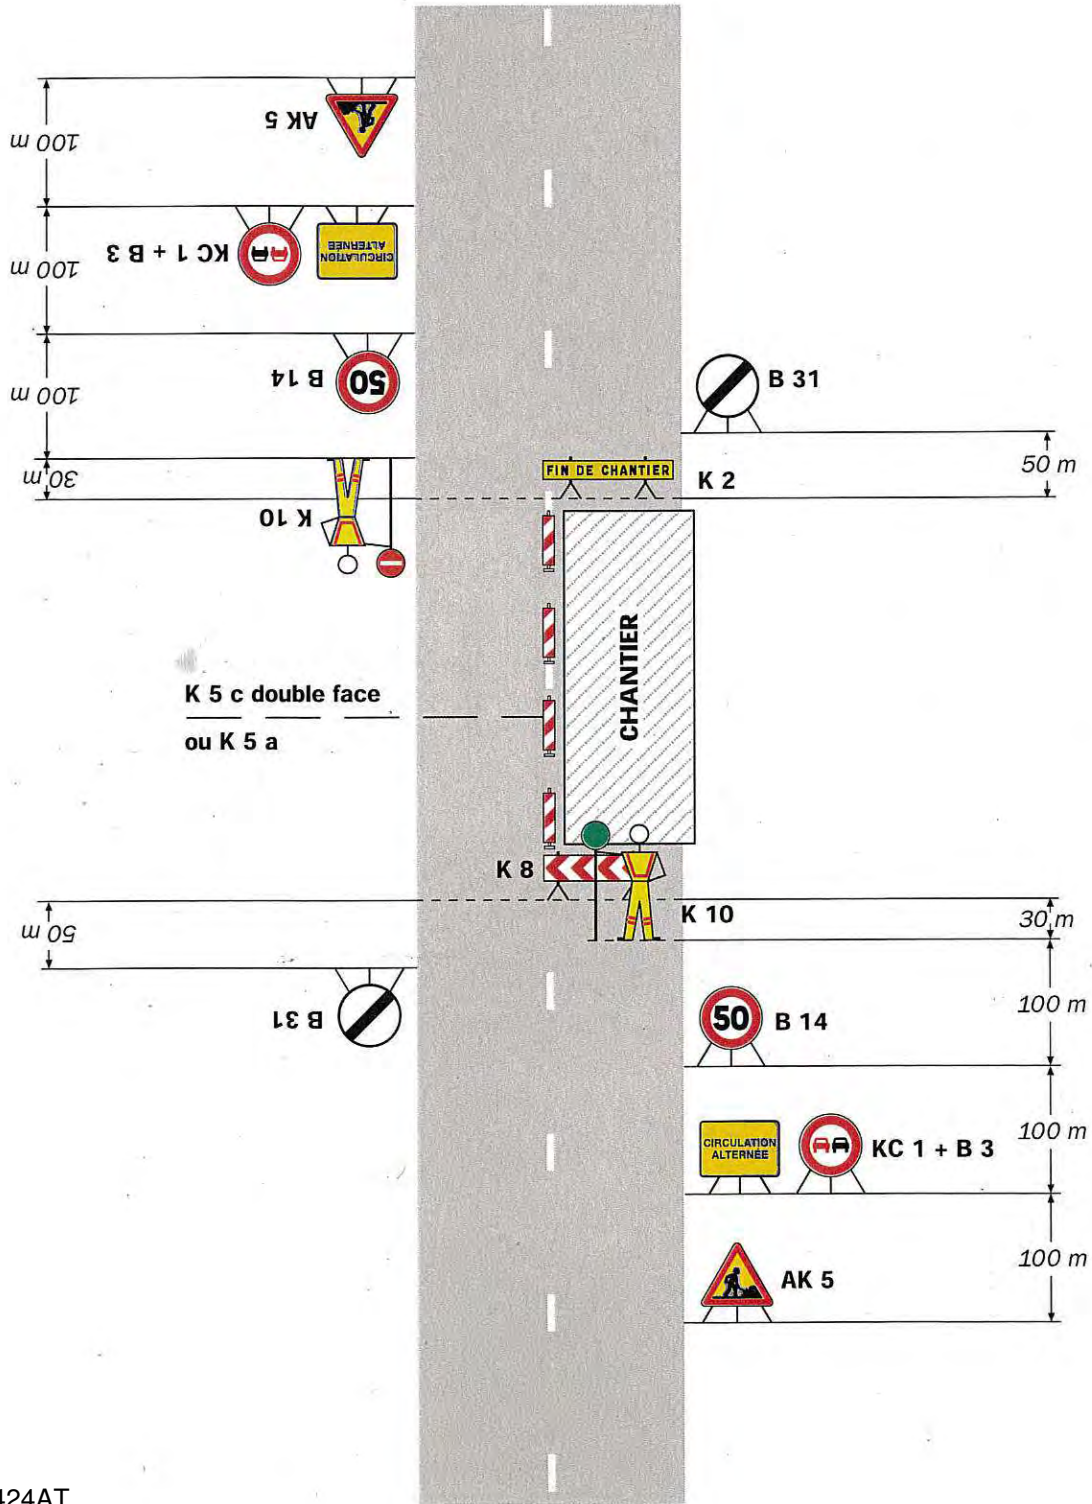 100 m
AK 5
100 m
KC 1 + B 3
CIRCULATION
ALTERNÉE
100 m
B 14
50
B 31
30 m
K 10
FIN DE CHANTIER
K 2
50 m
CHANTIER
K 5 c double face
ou K 5 a
K 8
K 10
30 m
50 m
B 31
50
B 14
100 m
CIRCULATION
ALTERNÉE
KC 1 + B 3
100 m
AK 5
100 m